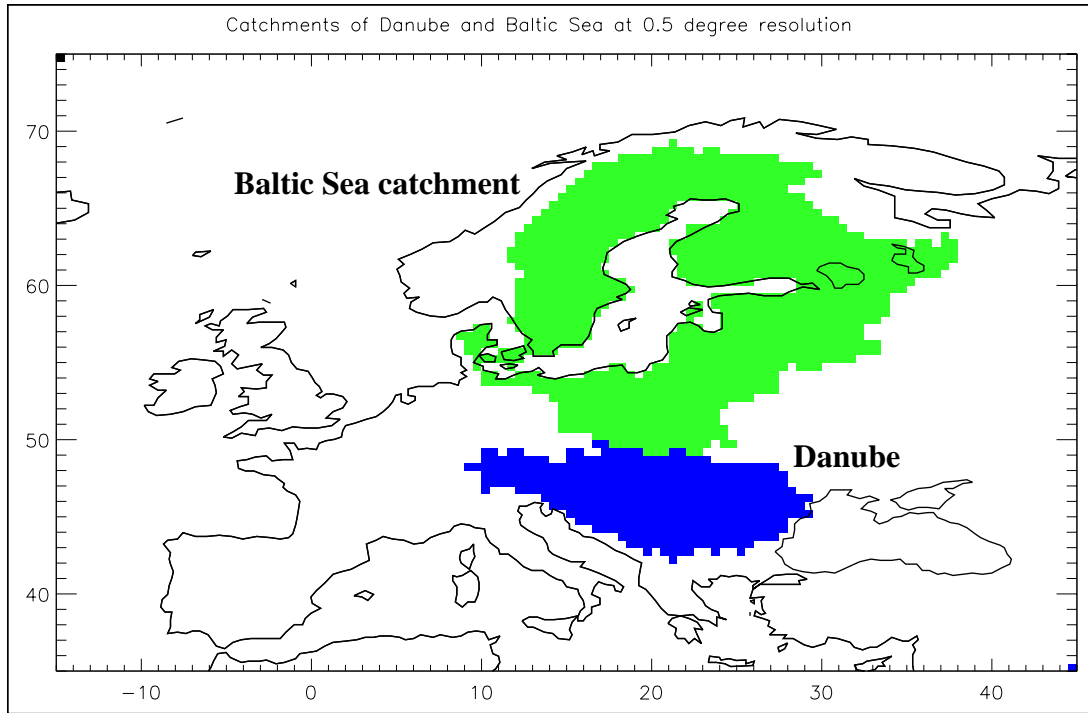 Catchments of Danube and Baltic Sea at 0.5 degree resolution
70
Baltic Sea catchment
60
50
Danube
40
−10 0 10 20 30 40